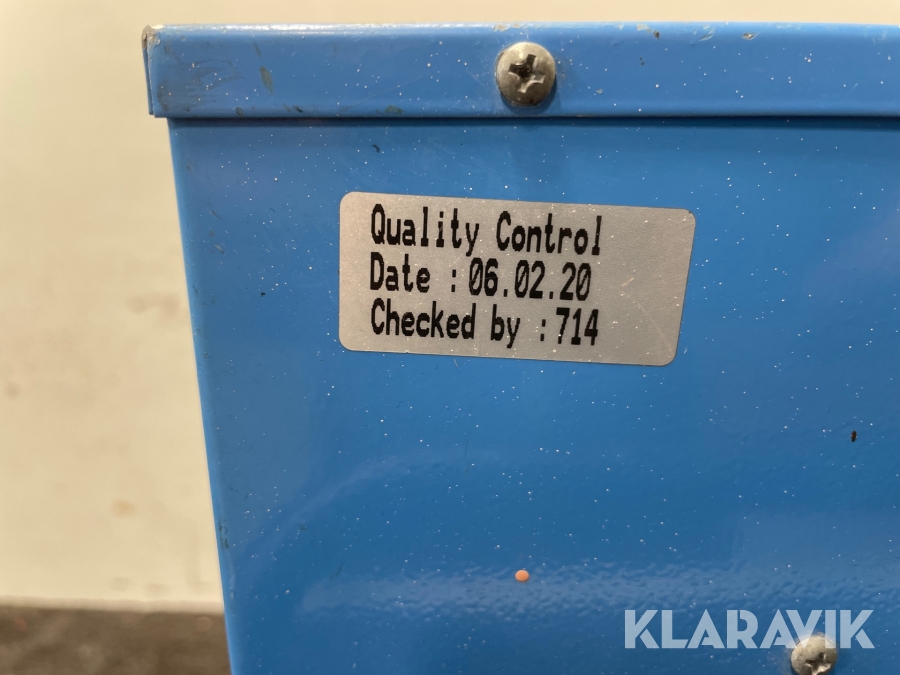 Quality Control
Date : 06.02.20
Checked by : 714
KLARAVIK